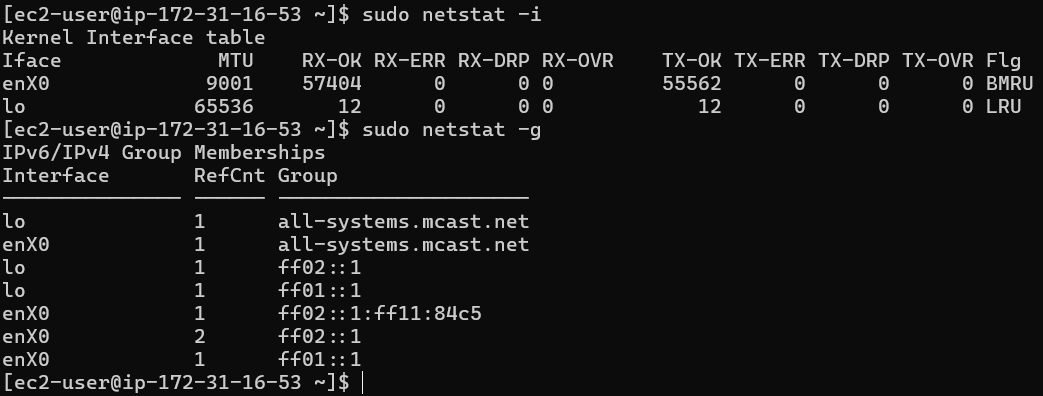 [ec2-user@ip-172-31-16-53 ~]$ sudo netstat -i
Kernel Interface table
Iface             MTU    RX-OK RX-ERR RX-DRP RX-OVR    TX-OK TX-ERR TX-DRP TX-OVR Flg
enX0             9001    57404      0      0 0         55562      0      0      0 BMRU
lo              65536       12      0      0 0            12      0      0      0 LRU
[ec2-user@ip-172-31-16-53 ~]$ sudo netstat -g
IPv6/IPv4 Group Memberships
Interface       RefCnt Group
--------------- ------ ---------------------
lo              1      all-systems.mcast.net
enX0            1      all-systems.mcast.net
lo              1      ff02::1
lo              1      ff01::1
enX0            1      ff02::1:ff11:84c5
enX0            2      ff02::1
enX0            1      ff01::1
[ec2-user@ip-172-31-16-53 ~]$